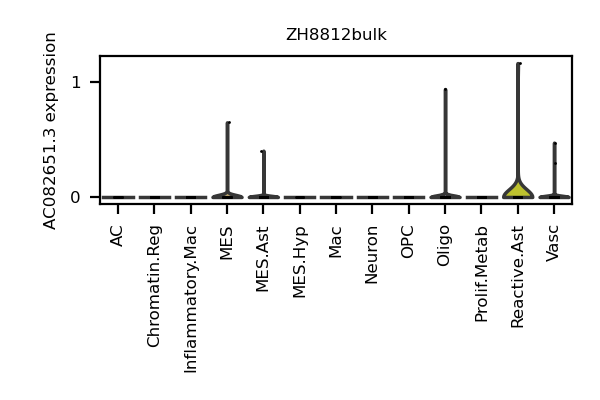 ZH8812bulk
AC082651.3 expression
1
0
AC
Chromatin.Reg
Inflammatory.Mac
MES
MES.Ast
MES.Hyp
Mac
Neuron
OPC
Oligo
Prolif.Metab
Reactive.Ast
Vasc